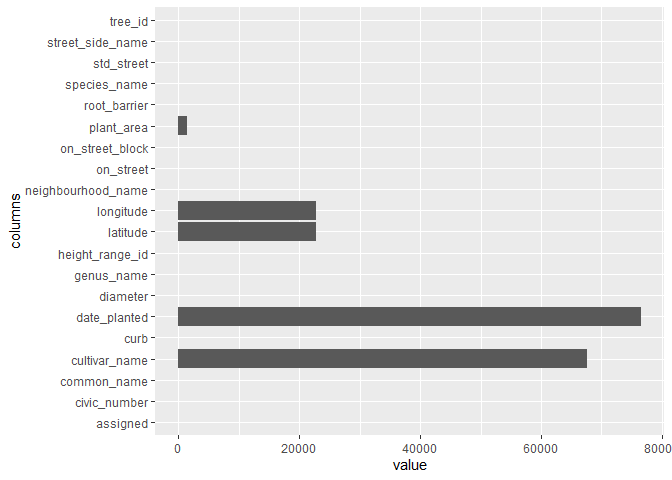 tree_id
street_side_name
std_street
species_name
root_barrier
plant_area
on_street_block
on_street
neighbourhood_name
longitude
latitude
height_range_id
genus_name
diameter
date_planted
curb
cultivar_name
common_name
civic_number
assigned
columns
0 20000 40000 60000 80000
value